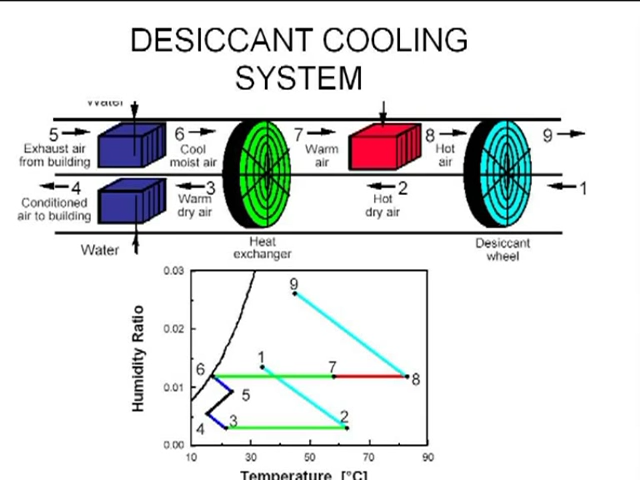 DESICCANT COOLING
SYSTEM
Water
5 6 7 8 9
Exhaust air
from building
Cool
moist air
Warm
air
Hot
air
4 3 2 1
Conditioned
air to building
Warm
dry air
Hot
dry air
Water
Heat
exchanger
Desiccant
wheel
0.03
9
0.02
Humidity Ratio
1
6 7 8
0.01
5
2
4 3
0.00
10 30 50 70 90
Temperature [°C]